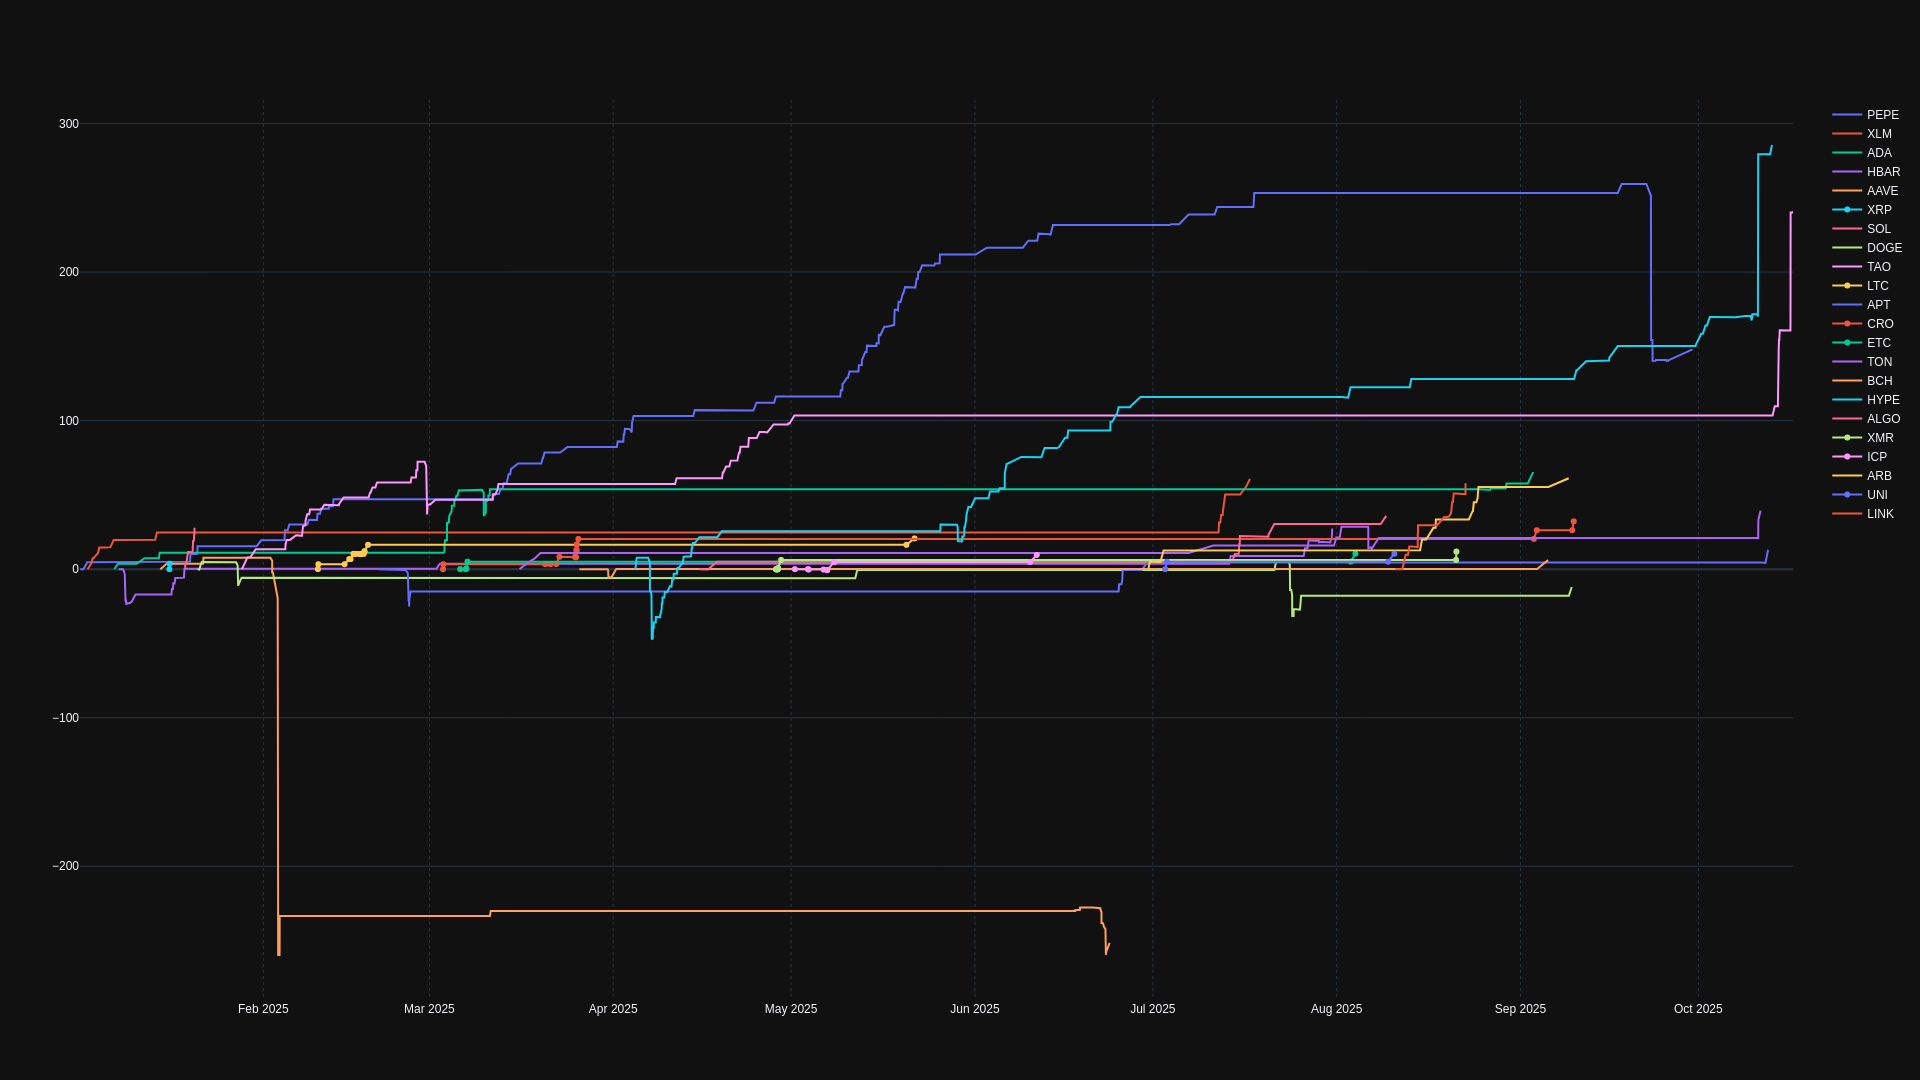 300
200
100
0
−100
−200
Feb 2025
Mar 2025
Apr 2025
May 2025
Jun 2025
Jul 2025
Aug 2025
Sep 2025
Oct 2025
PEPE
XLM
ADA
HBAR
AAVE
XRP
SOL
DOGE
TAO
LTC
APT
CRO
ETC
TON
BCH
HYPE
ALGO
XMR
ICP
ARB
UNI
LINK